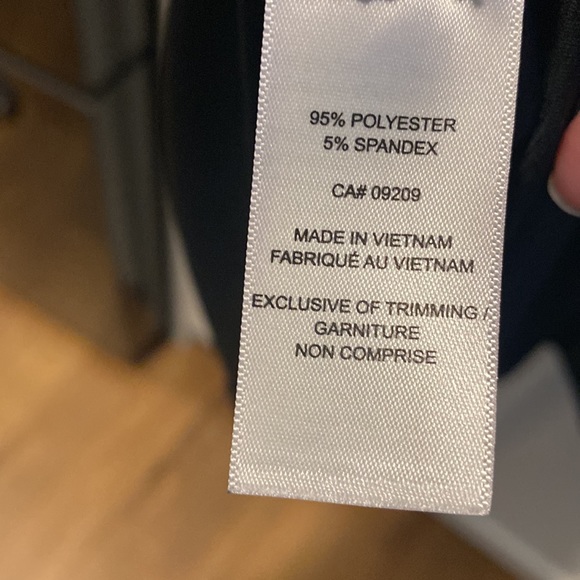 95% POLYESTER
5% SPANDEX
CA# 09209
MADE IN VIETNAM
FABRIQUÉ AU VIETNAM
EXCLUSIVE OF TRIMMING /
GARNITURE
NON COMPRISE